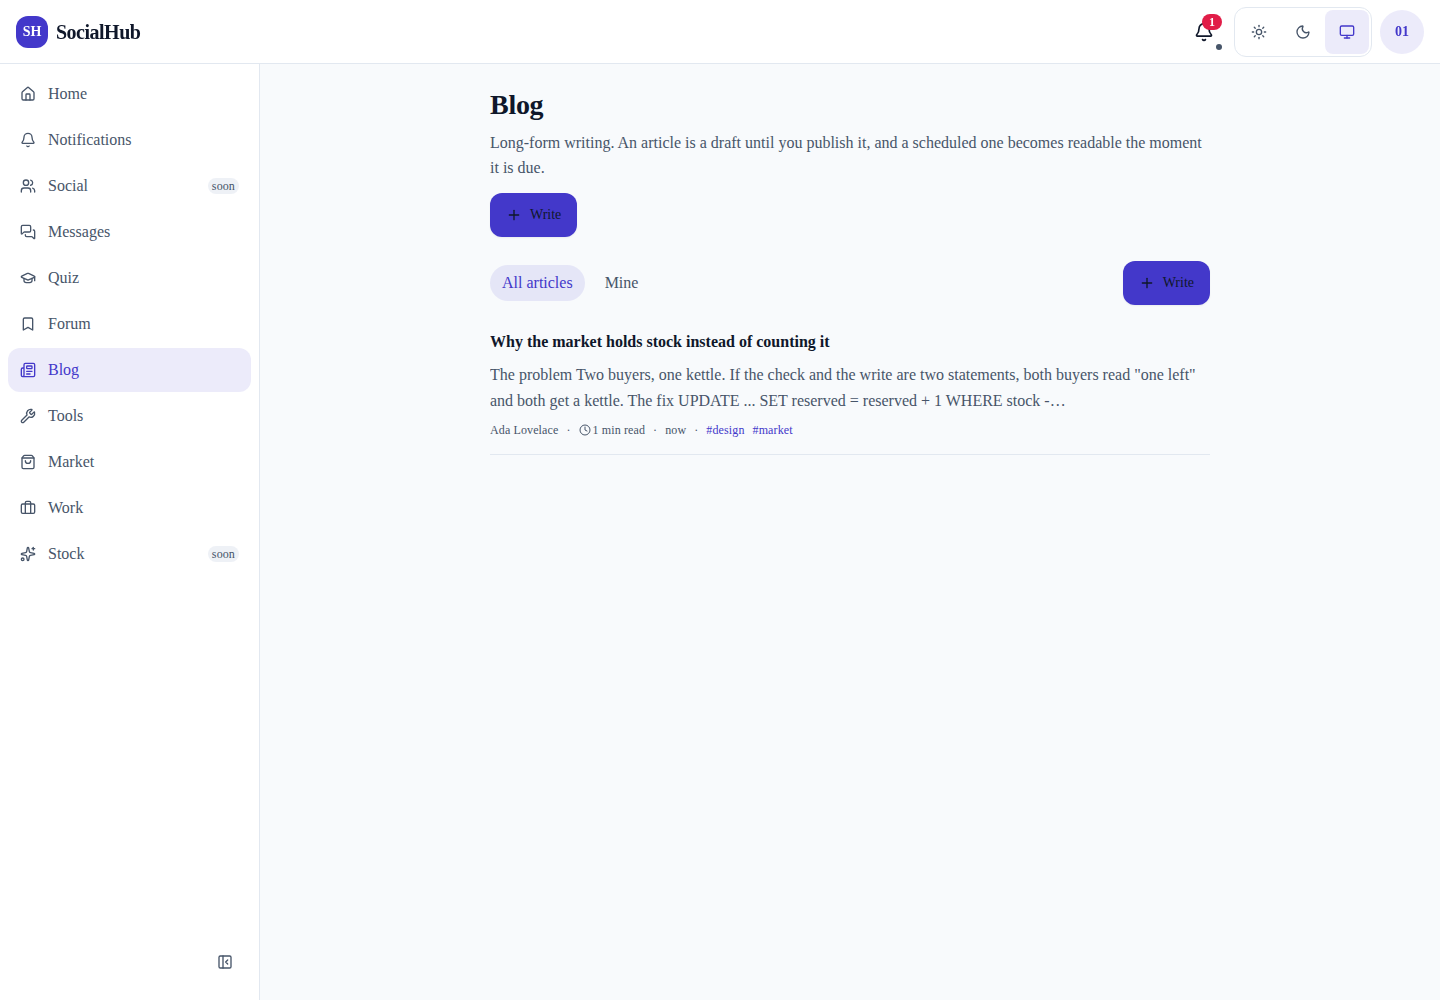 SH SocialHub
1
01
Home
Notifications
Social soon
Messages
Quiz
Forum
Blog
Tools
Market
Work
Stock soon
Blog
Long-form writing. An article is a draft until you publish it, and a scheduled one becomes readable the moment
it is due.
Write
All articles Mine Write
Why the market holds stock instead of counting it
The problem Two buyers, one kettle. If the check and the write are two statements, both buyers read "one left"
and both get a kettle. The fix UPDATE ... SET reserved = reserved + 1 WHERE stock -…
Ada Lovelace · 1 min read · now · #design #market